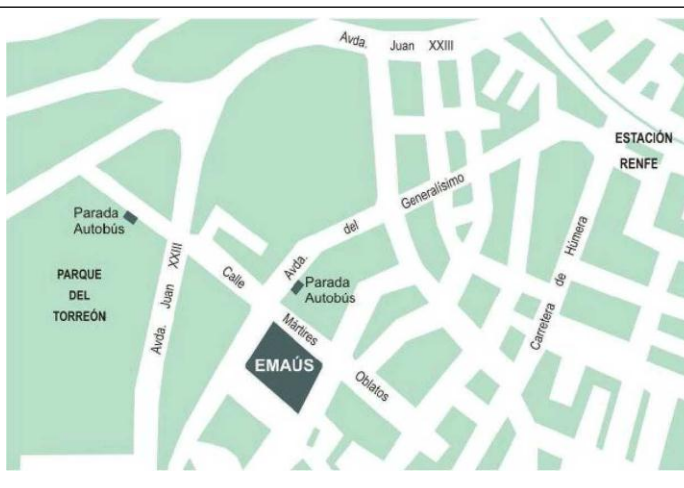 Avda. Juan XXIII
ESTACIÓN
RENFE
Avda. del Generalísimo
Parada
Autobús
Carretera de Húmera
PARQUE
DEL
TORREÓN
Avda. Juan XXIII
Calle Mártires Oblatos
Parada
Autobús
EMAÚS